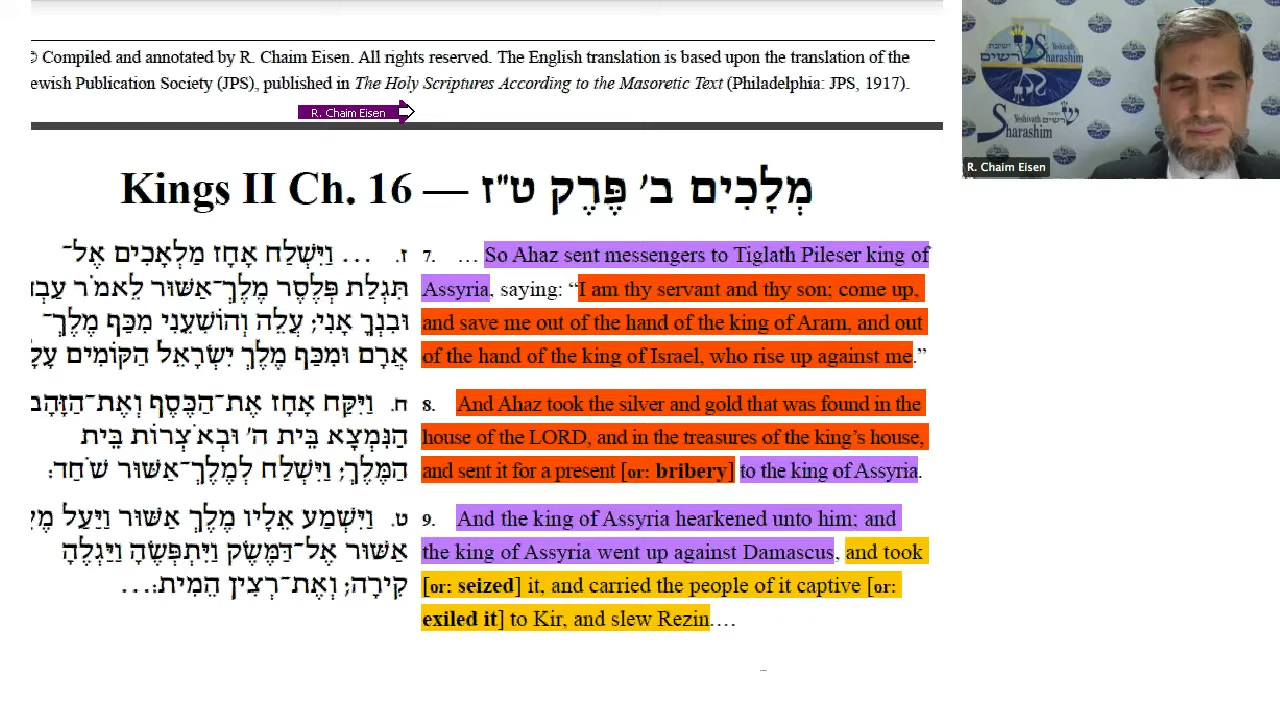 © Compiled and annotated by R. Chaim Eisen. All rights reserved. The English translation is based upon the translation of the
ewish Publication Society (JPS), published in The Holy Scriptures According to the Masoretic Text (Philadelphia: JPS, 1917).
R. Chaim Eisen
Kings II Ch. 16 — מְלָכִים ב׳ פֶּרֶק ט"ז
7. … So Ahaz sent messengers to Tiglath Pileser king of
Assyria, saying: “I am thy servant and thy son; come up,
and save me out of the hand of the king of Aram, and out
of the hand of the king of Israel, who rise up against me.”
8. And Ahaz took the silver and gold that was found in the
house of the LORD, and in the treasures of the king’s house,
and sent it for a present [or: bribery] to the king of Assyria.
9. And the king of Assyria hearkened unto him; and
the king of Assyria went up against Damascus, and took
[or: seized] it, and carried the people of it captive [or:
exiled it] to Kir, and slew Rezin….
ז. … וַיִּשְׁלַח אָחָז מַלְאָכִים אֶל־
תִּגְלַת פְּלֶסֶר מֶלֶךְ־אַשּׁוּר לֵאמֹר עַבְדְּ
וּבִנְךָ אָנִי; עֲלֵה וְהוֹשִׁעֵנִי מִכַּף מֶלֶךְ־
אֲרָם וּמִכַּף מֶלֶךְ יִשְׂרָאֵל הַקּוֹמִים עָלָ
ח. וַיִּקַּח אָחָז אֶת־הַכֶּסֶף וְאֶת־הַזָּהָב
הַנִּמְצָא בֵּית ה׳ וּבְאֹצְרוֹת בֵּית
הַמֶּלֶךְ; וַיִּשְׁלַח לְמֶלֶךְ־אַשּׁוּר שֹׁחַד:
ט. וַיִּשְׁמַע אֵלָיו מֶלֶךְ אַשּׁוּר וַיַּעַל מֶ
אַשּׁוּר אֶל־דַּמֶּשֶׂק וַיִּתְפְּשֶׂהָ וַיַּגְלֶהָ
קִירָה; וְאֶת־רְצִין הֵמִית:…
ישיבת
שרשים
Sharashim
Yeshivath
שרשים
Sharashim
R. Chaim Eisen